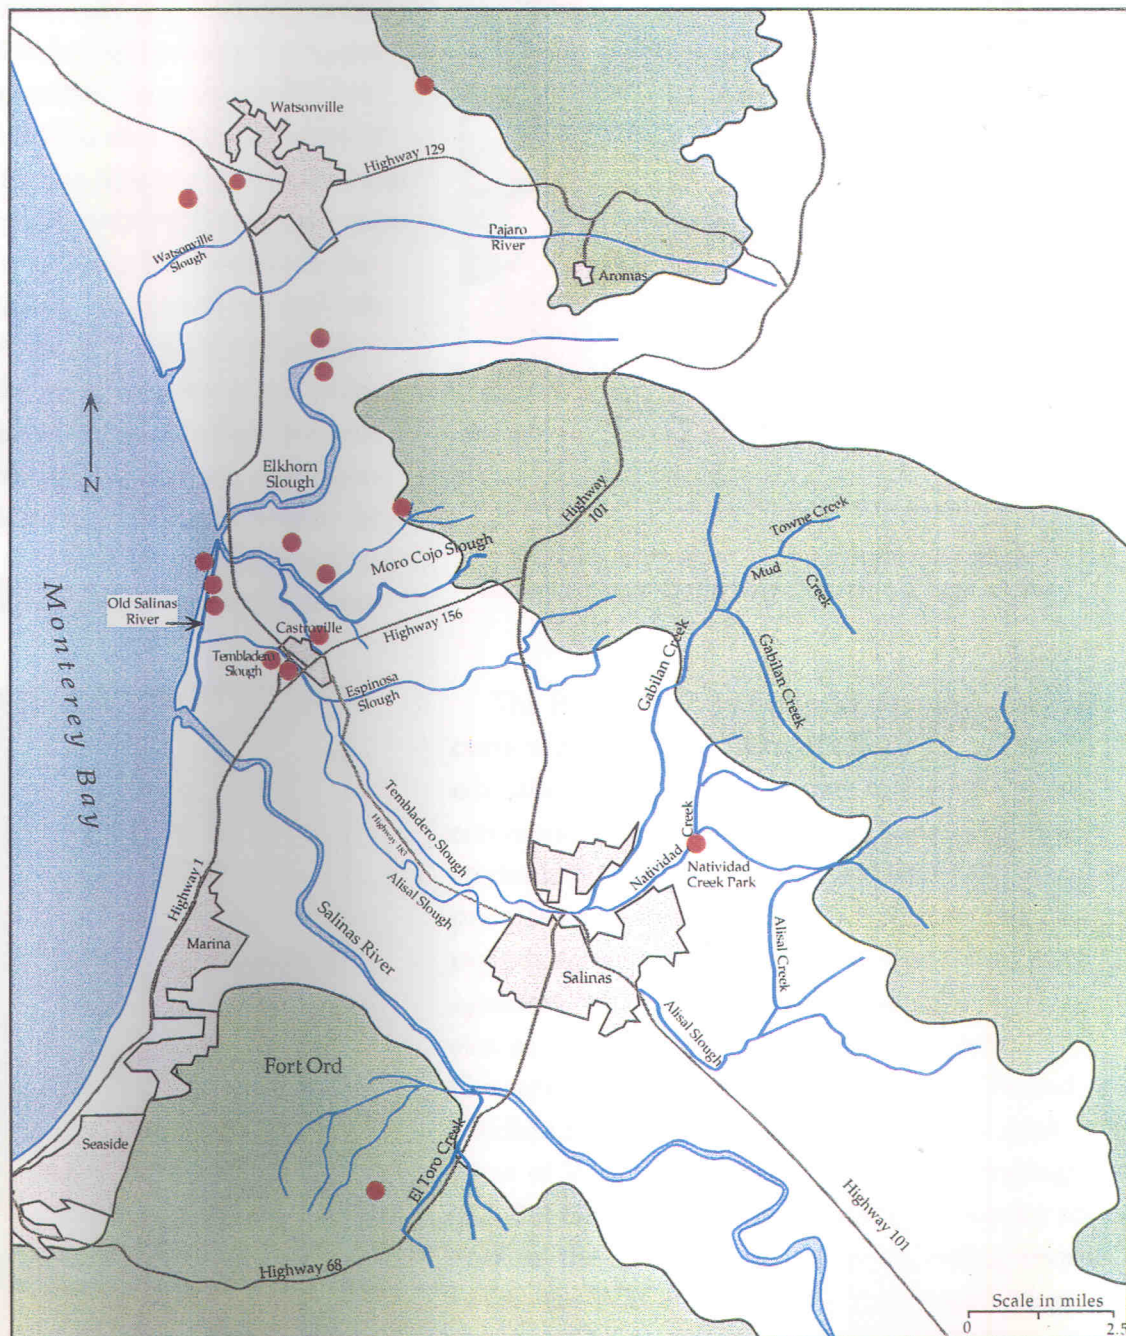 Watsonville
Highway 129
Pajaro
River
Watsonville
Slough
Aromas
N
Elkhorn
Slough
Highway
101
Towne Creek
Mud
Creek
Moro Cojo Slough
Old Salinas
River
Castroville
Highway 156
Monterey Bay
Tembladero
Slough
Espinosa
Slough
Gabilan Creek
Gabilan Creek
Tembladero Slough
Highway 183
Alisal Slough
Natividad Creek
Natividad
Creek Park
Highway 1
Salinas River
Marina
Salinas
Alisal Creek
Alisal Slough
Fort Ord
Seaside
El Toro Creek
Highway 101
Highway 68
Scale in miles
0 2.5